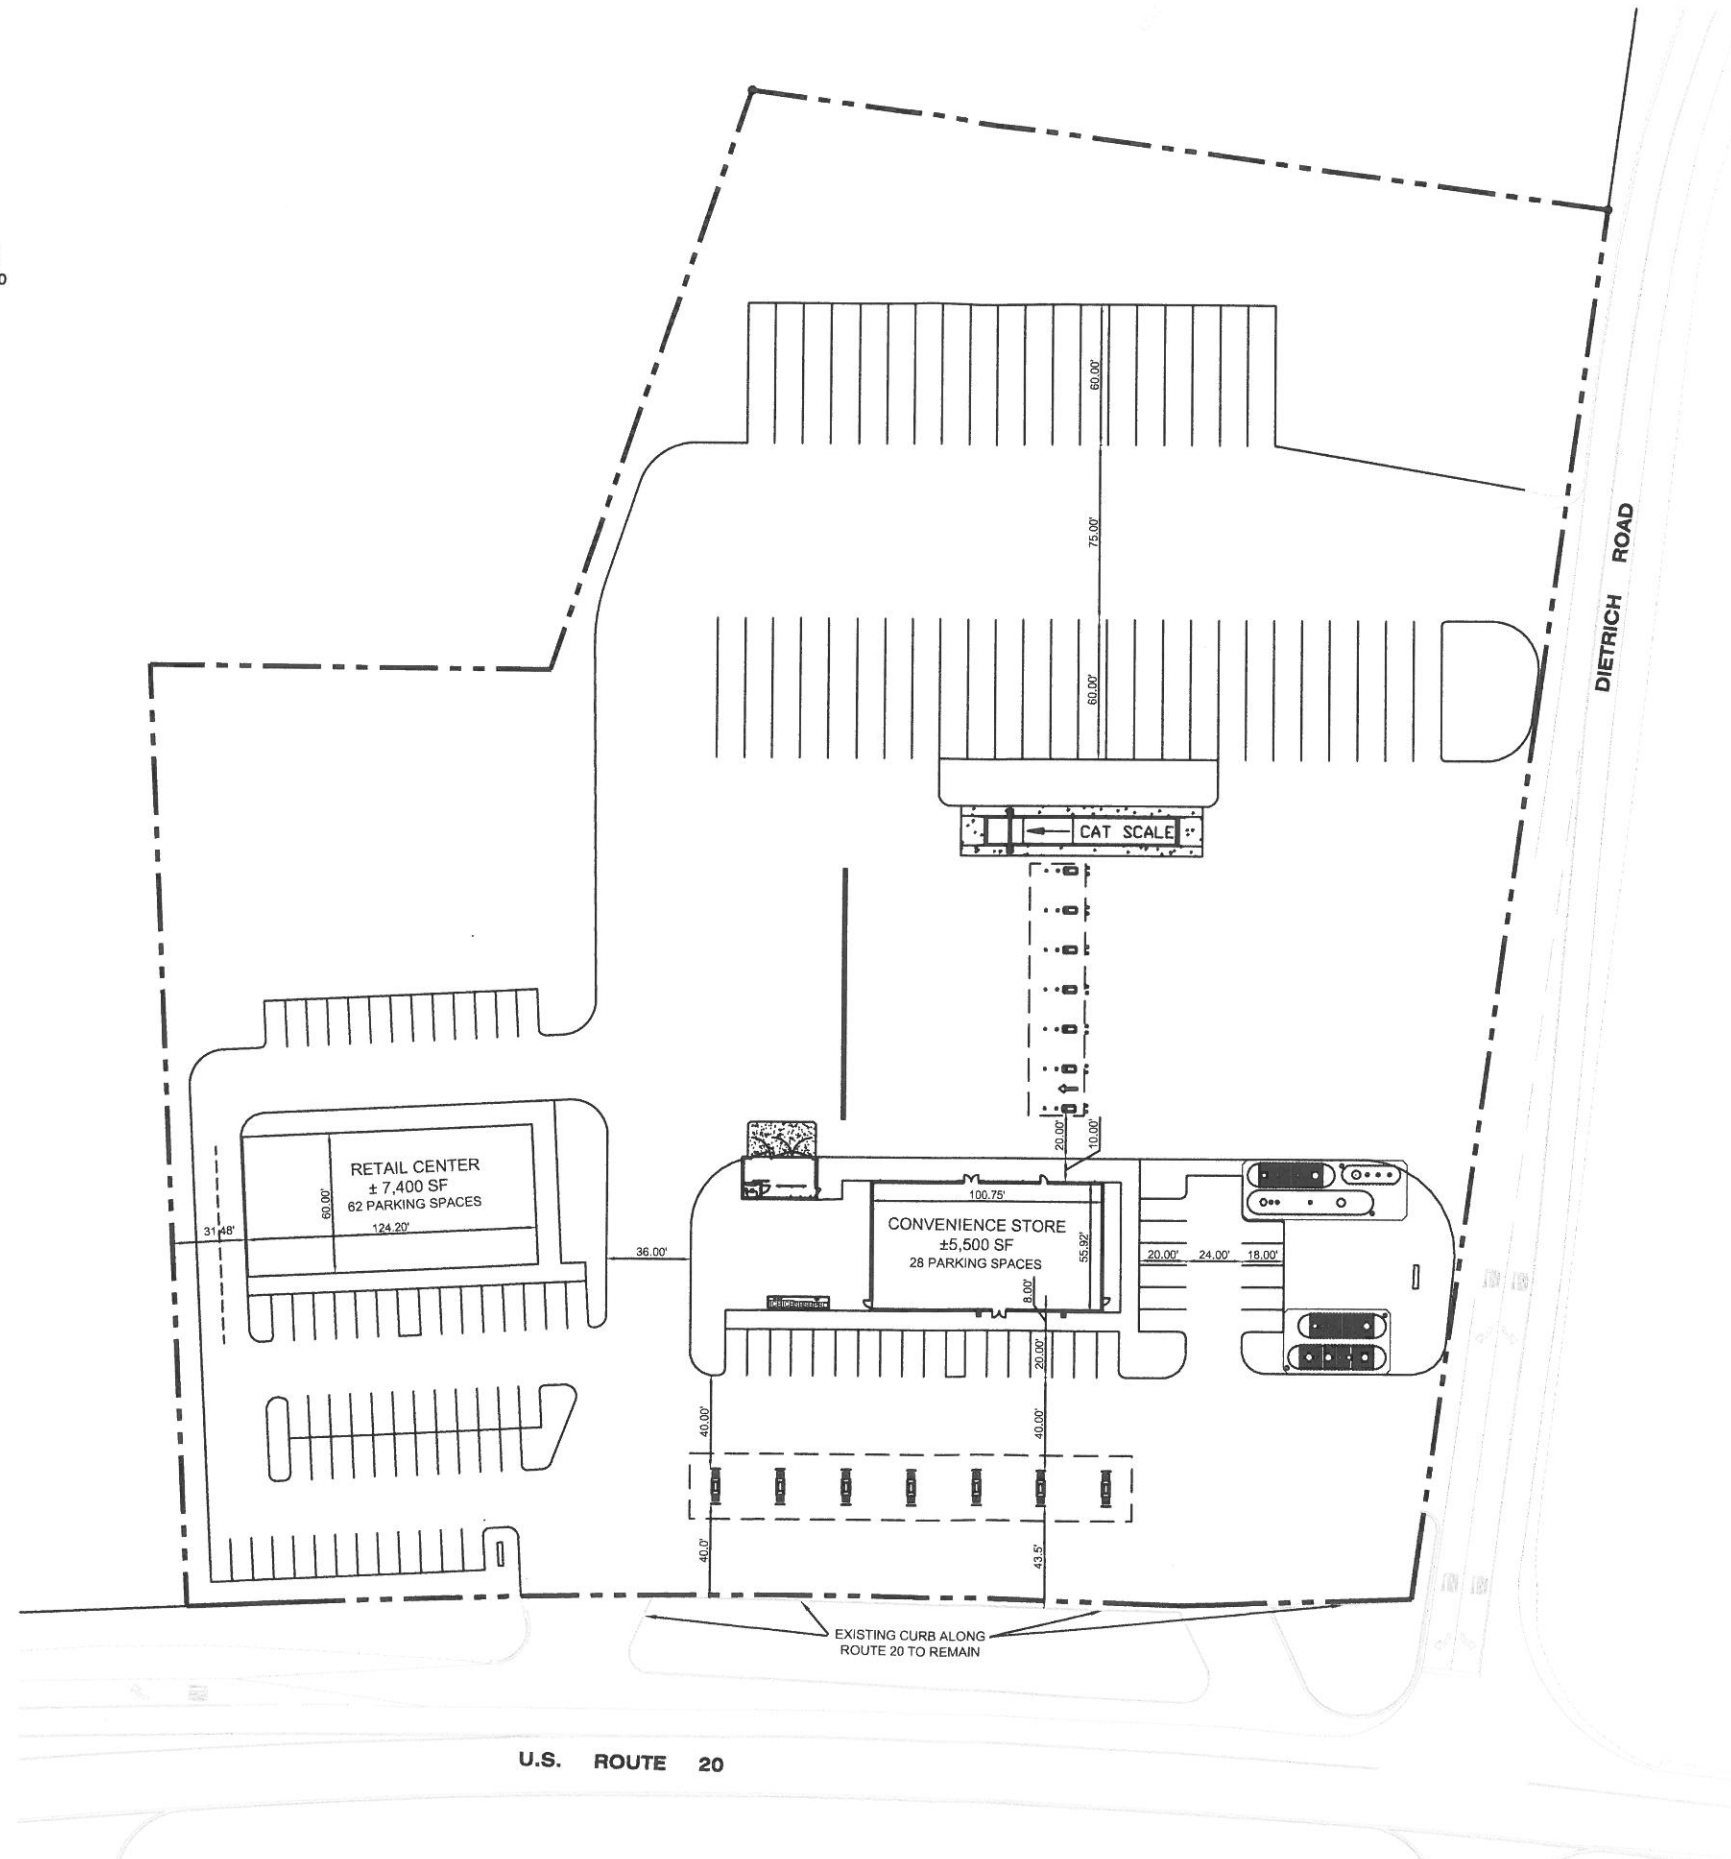 0
60.00'
75.00'
60.00'
DIETRICH ROAD
CAT SCALE
20.00'
10.00'
RETAIL CENTER
± 7,400 SF
62 PARKING SPACES
60.00'
124.20'
31.48'
36.00'
100.75'
CONVENIENCE STORE
±5,500 SF
28 PARKING SPACES
55.92'
8.00'
20.00'
24.00'
18.00'
20.00'
40.00'
40.00'
40.0'
43.5'
EXISTING CURB ALONG
ROUTE 20 TO REMAIN
U.S. ROUTE 20